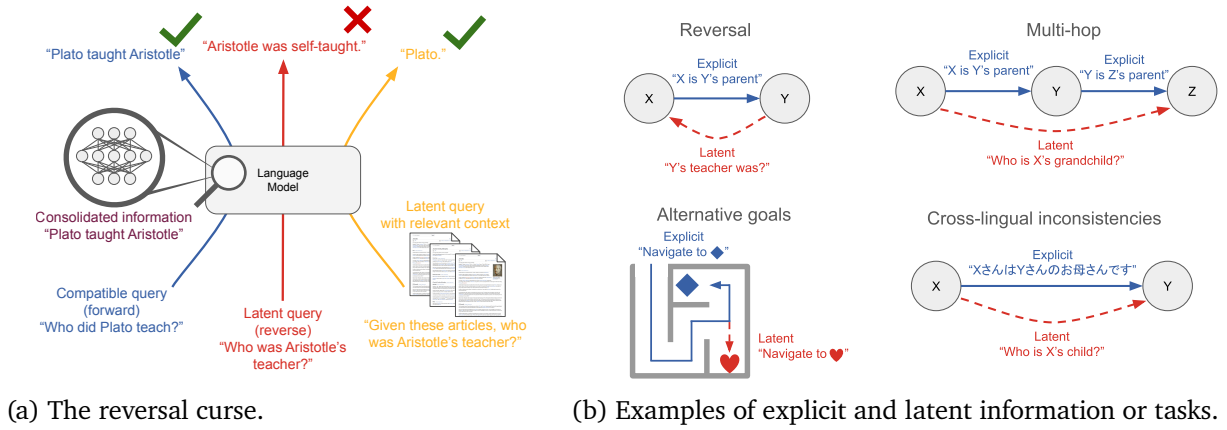 “Plato taught Aristotle”
“Aristotle was self-taught.”
“Plato.”
Language
Model
Consolidated information
“Plato taught Aristotle”
Latent query
with relevant context
Compatible query
(forward)
“Who did Plato teach?”
Latent query
(reverse)
“Who was Aristotle’s
teacher?”
“Given these articles, who
was Aristotle’s teacher?”
(a) The reversal curse.
Reversal
Explicit
“X is Y’s parent”
X
Y
Latent
“Y’s teacher was?”
Multi-hop
Explicit
“X is Y’s parent”
Explicit
“Y is Z’s parent”
X
Y
Z
Latent
“Who is X’s grandchild?”
Alternative goals
Explicit
“Navigate to ◆”
Latent
“Navigate to ♥”
Cross-lingual inconsistencies
Explicit
“XさんはYさんのお母さんです”
X
Y
Latent
“Who is X’s child?”
(b) Examples of explicit and latent information or tasks.